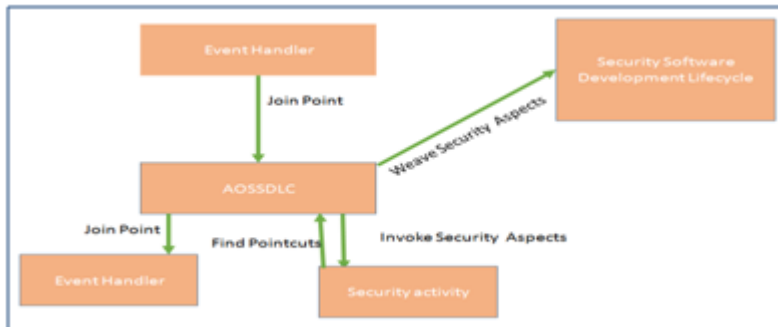 Event Handler
Security Software
Development Lifecycle
Join Point
Weave Security Aspects
AOSSDLC
Join Point
Find Pointcuts
Invoke Security Aspects
Event Handler
Security activity